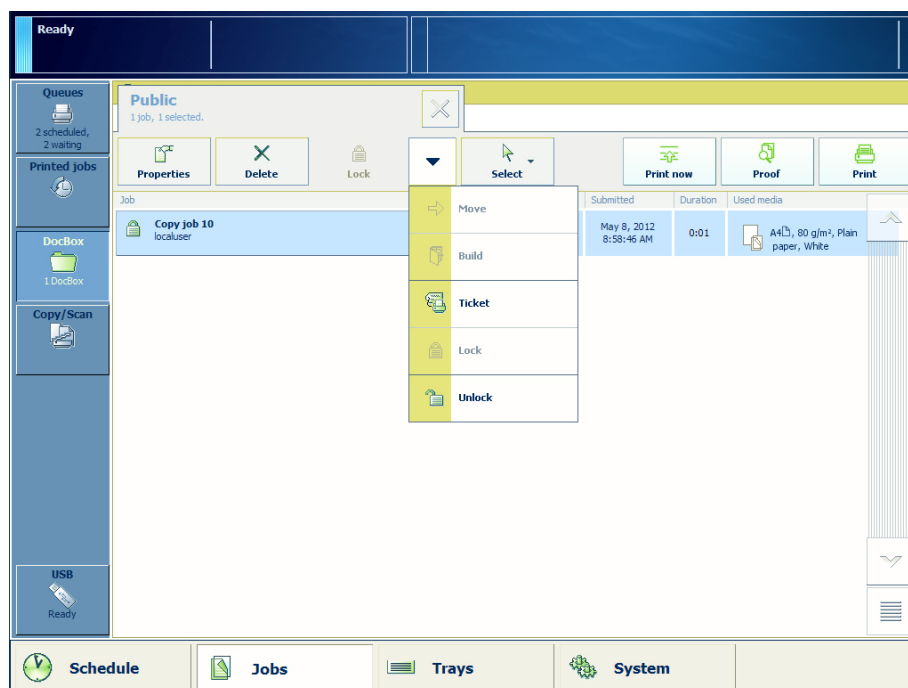 Ready
Queues
2 scheduled,
2 waiting
Printed jobs
DocBox
1 DocBox
Copy/Scan
USB
Ready
Public
1 job, 1 selected.
Properties
Delete
Lock
Select
Print now
Proof
Print
Job
Submitted
Duration
Used media
Copy job 10
localuser
May 8, 2012
8:58:46 AM
0:01
A4, 80 g/m², Plain
paper, White
Move
Build
Ticket
Lock
Unlock
Schedule
Jobs
Trays
System